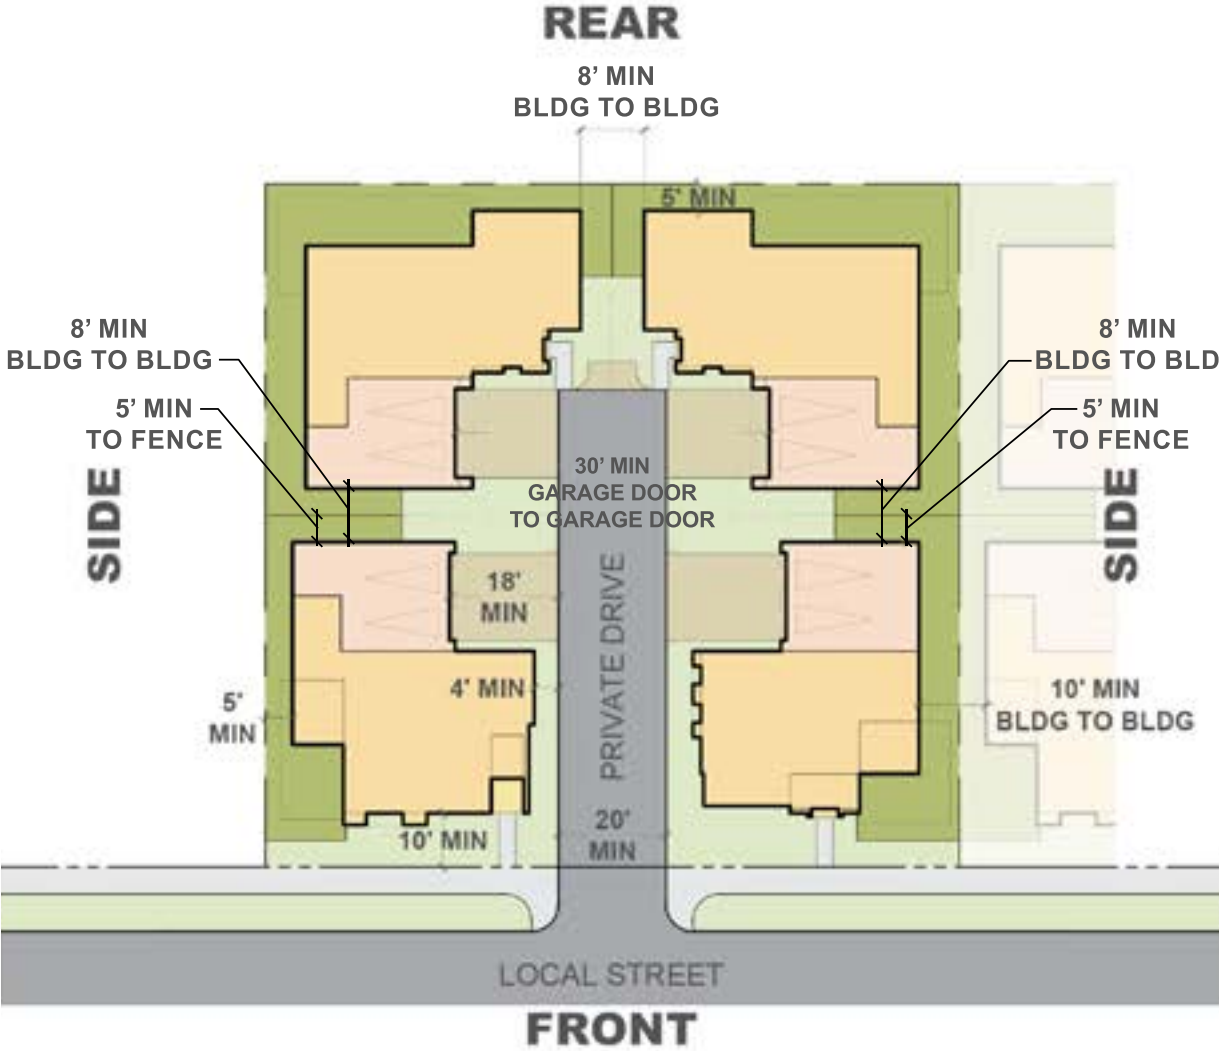 REAR
8’ MIN
BLDG TO BLDG
5' MIN
8’ MIN
BLDG TO BLDG
5’ MIN
TO FENCE
8’ MIN
BLDG TO BLD
5’ MIN
TO FENCE
SIDE
SIDE
30’ MIN
GARAGE DOOR
TO GARAGE DOOR
18'
MIN
PRIVATE DRIVE
4' MIN
5'
MIN
10' MIN
BLDG TO BLDG
10' MIN
20'
MIN
LOCAL STREET
FRONT